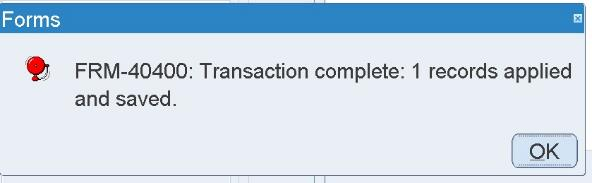 Forms
FRM-40400: Transaction complete: 1 records applied
and saved.
OK